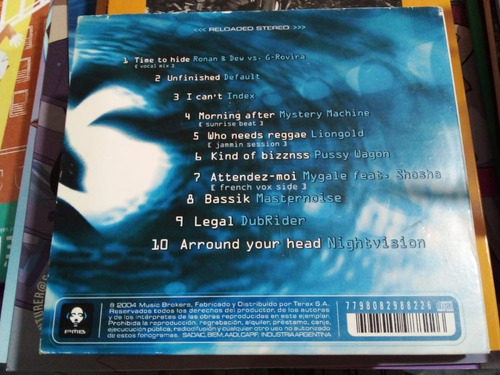 <<< RELOADED STEREO >>>
1 Time to hide Ronan & Dew vs. G-Rovira
[ vocal mix ]
2 Unfinished Default
3 I can't Index
4 Morning after Mystery Machine
[ sunrise beat ]
5 Who needs reggae Liongold
[ jammin session ]
6 Kind of bizznss Pussy Wagon
7 Attendez-moi Mygale feat. Shosha
[ french vox side ]
8 Bassik Masternoise
9 Legal DubRider
10 Arround your head Nightvision
℗ 2004 Music Brokers, Fabricado y Distribuido por Terax S.A.
Reservados todos los derechos del productor, de los autores
y de los intérpretes de las obras reproducidas en este ejemplar.
Prohibida la reproducción, regrabación, alquiler, préstamo, canje,
ejecucución pública, radiodifusión y cualquier otro uso no autorizado
de estos fonogramas. SADAIC, BIEM, AADI, CAPIF, INDUSTRIA ARGENTINA
7798082988226